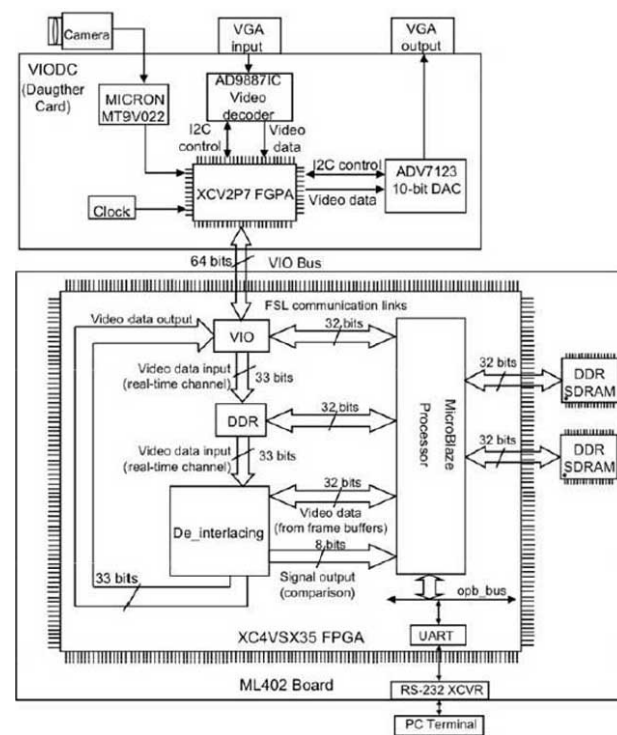 Camera
VGA
input
VGA
output
VIODC
(Daugther
Card)
MICRON
MT9V022
AD9887IC
Video
decoder
I2C
control
Video
data
XCV2P7 FGPA
I2C control
Video data
ADV7123
10-bit DAC
Clock
64 bits
VIO Bus
FSL communication links
Video data output
VIO
32 bits
Video data input
(real-time channel)
33 bits
DDR
32 bits
Video data input
(real-time channel)
33 bits
De_interlacing
32 bits
Video data
(from frame buffers)
8 bits
Signal output
(comparison)
33 bits
MicroBlaze
Processor
32 bits
DDR
SDRAM
32 bits
DDR
SDRAM
opb_bus
UART
XC4VSX35 FPGA
ML402 Board
RS-232 XCVR
PC Terminal